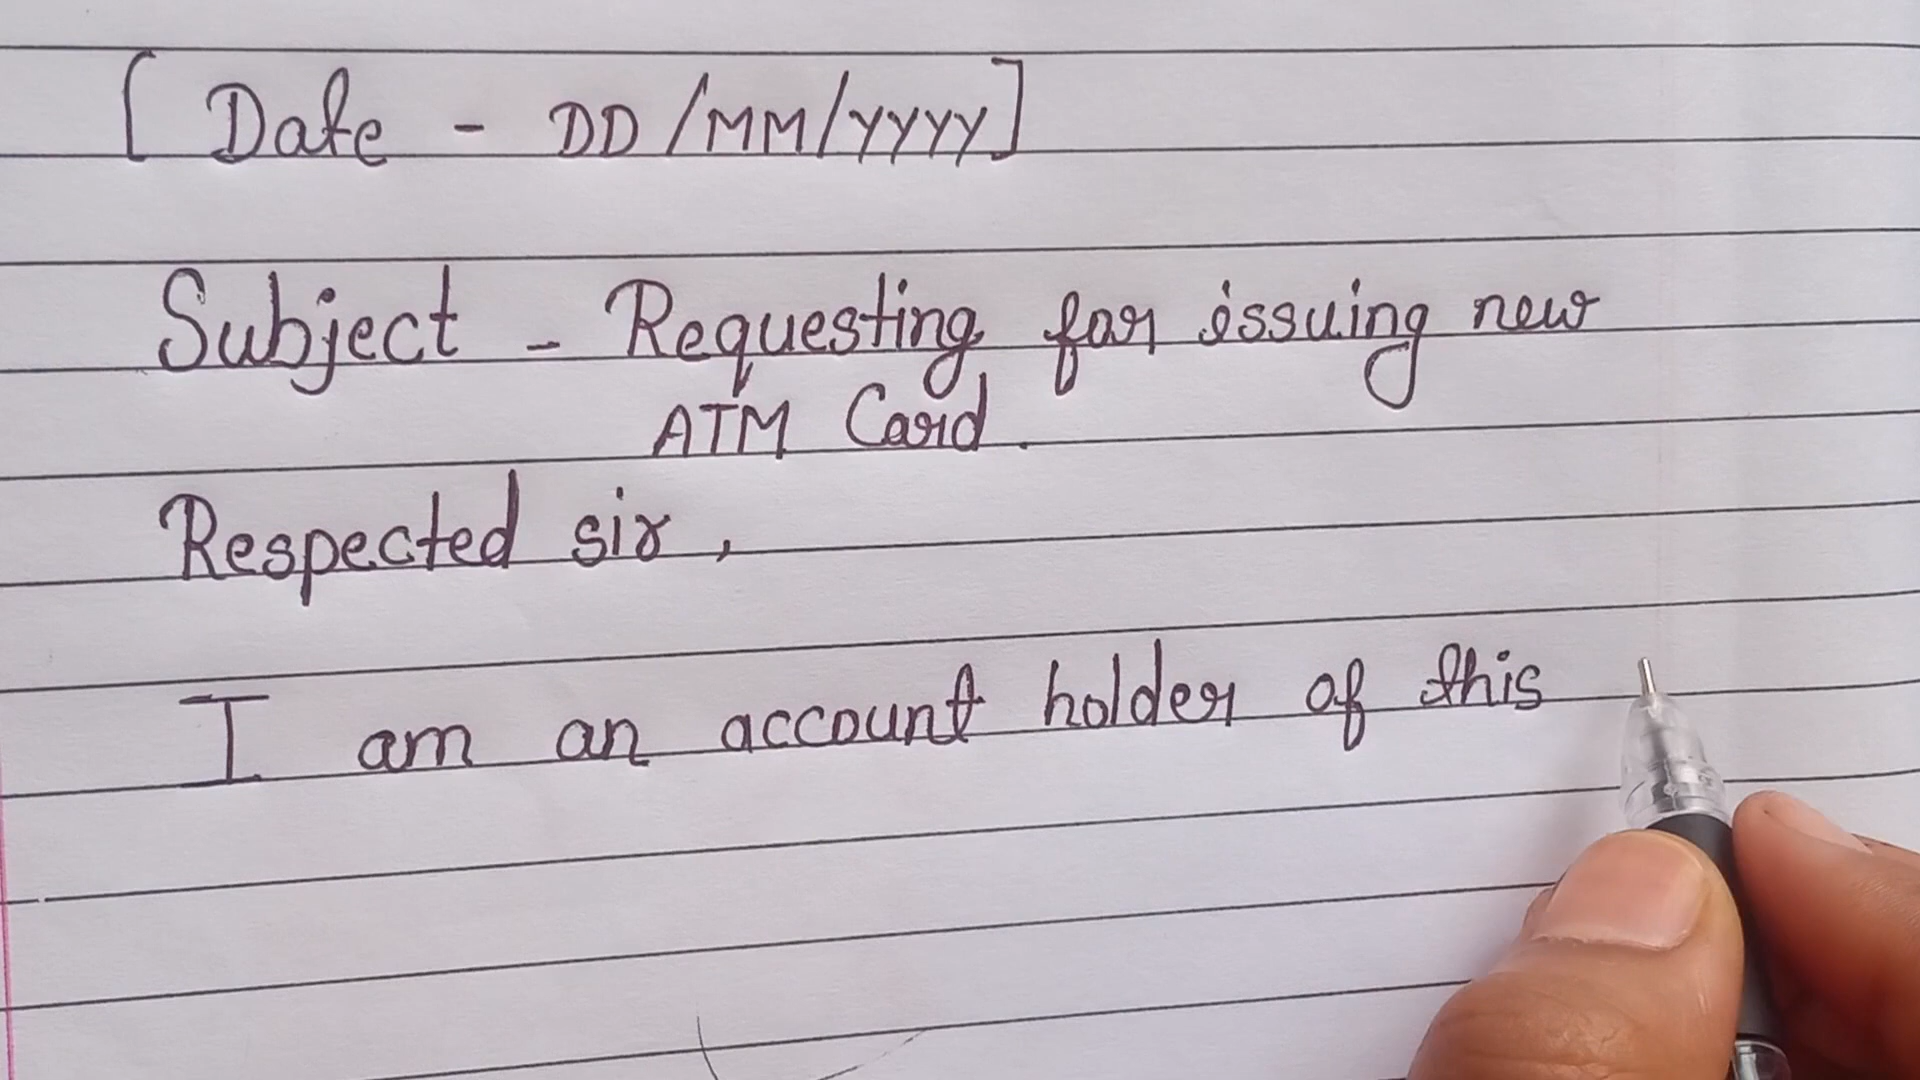 [ Date - DD/MM/YYYY]
Subject - Requesting for issuing new
ATM Card.
Respected sir,
I am an account holder of this